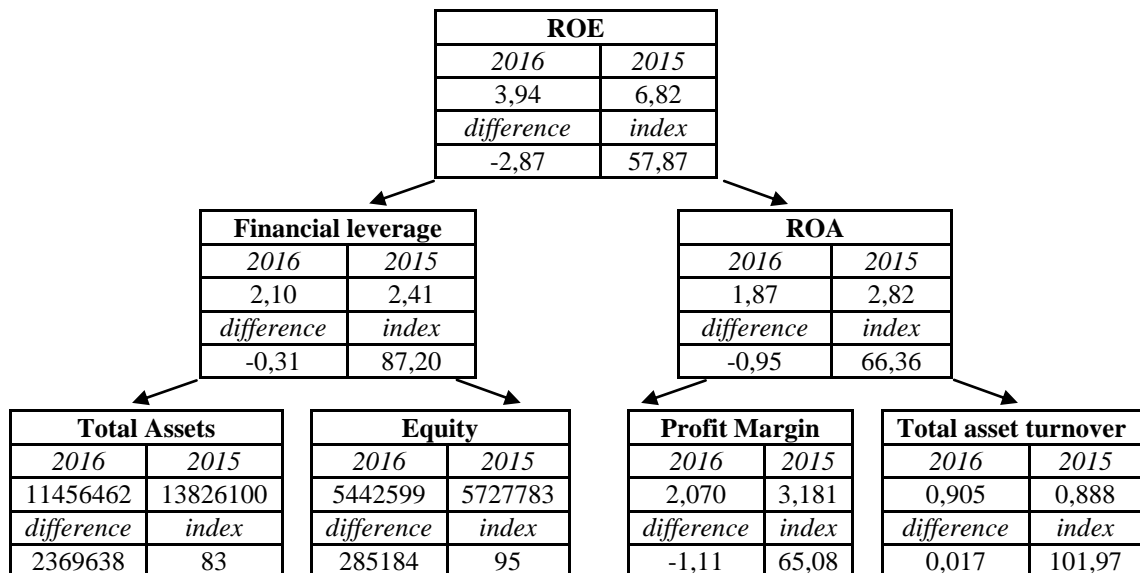 ROE
2016 2015
3,94 6,82
difference index
-2,87 57,87
Financial leverage
2016 2015
2,10 2,41
difference index
-0,31 87,20
ROA
2016 2015
1,87 2,82
difference index
-0,95 66,36
Total Assets
2016 2015
11456462 13826100
difference index
2369638 83
Equity
2016 2015
5442599 5727783
difference index
285184 95
Profit Margin
2016 2015
2,070 3,181
difference index
-1,11 65,08
Total asset turnover
2016 2015
0,905 0,888
difference index
0,017 101,97